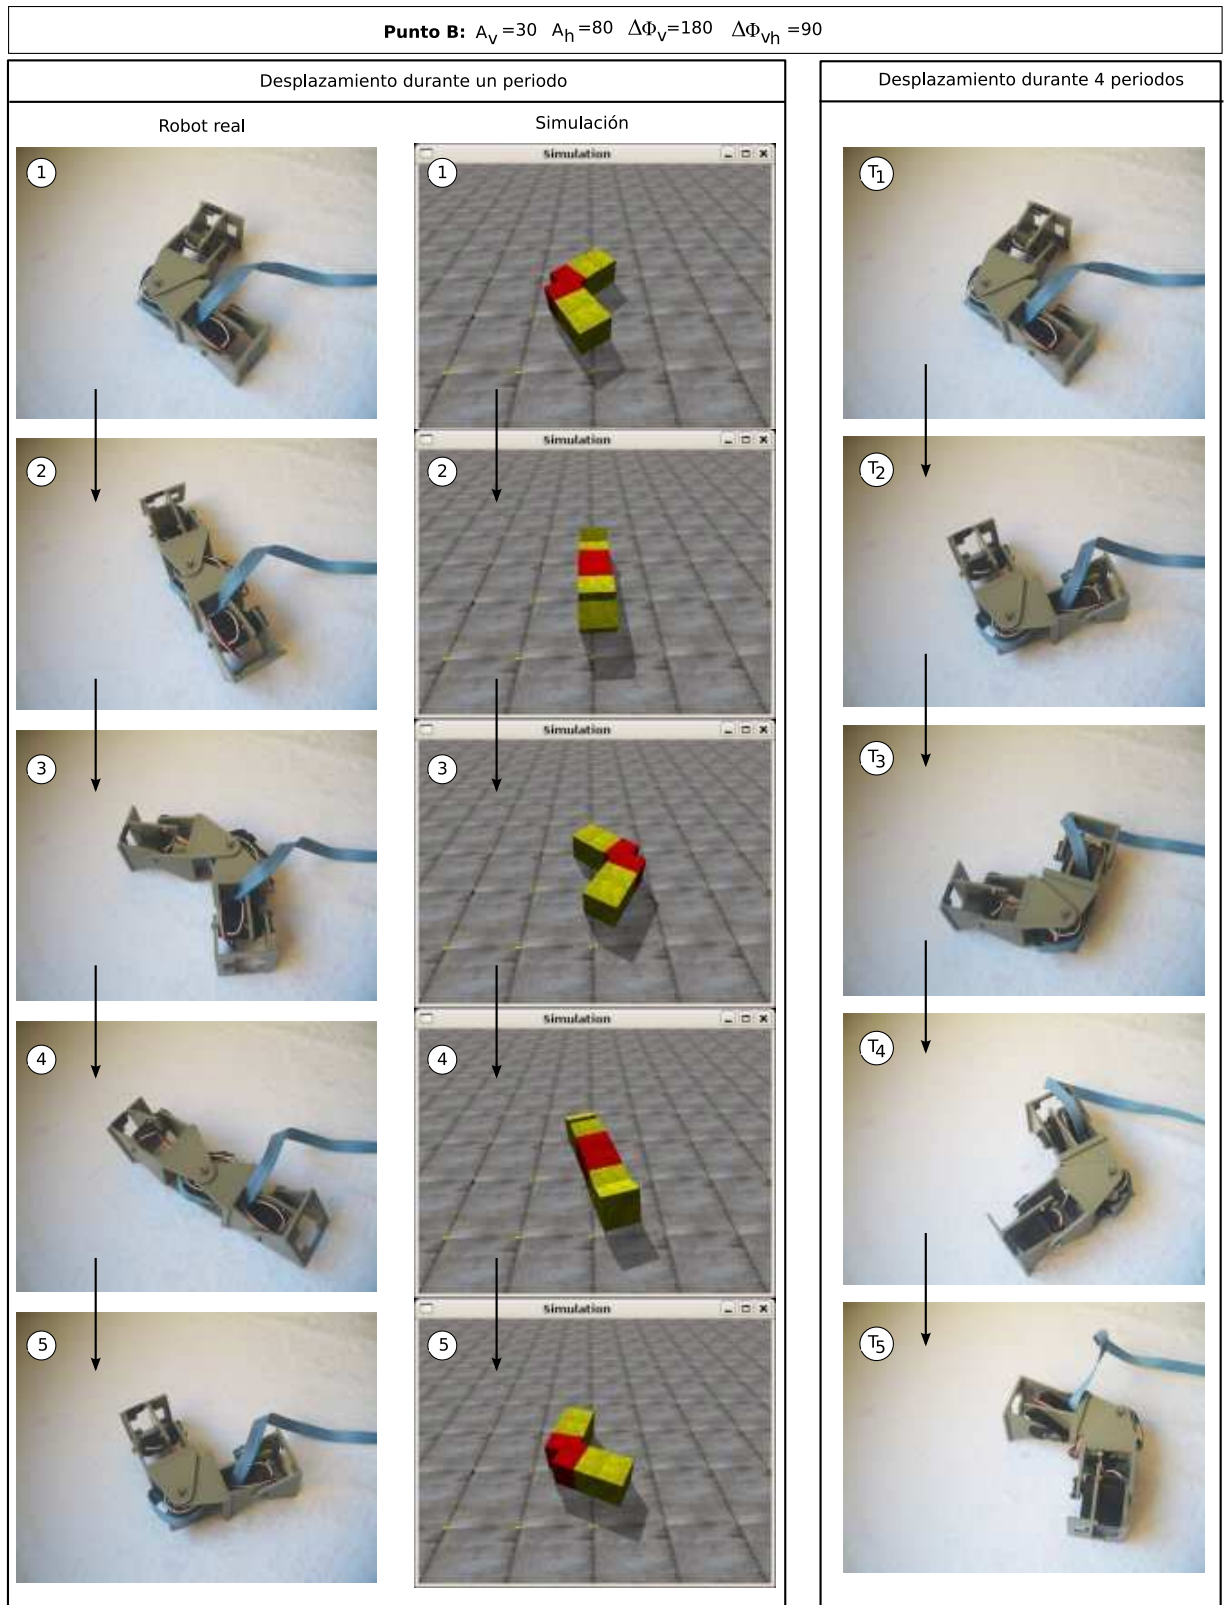 Punto B: Av=30 Ah=80 ΔΦv=180 ΔΦvh=90
Desplazamiento durante un periodo
Desplazamiento durante 4 periodos
Robot real
Simulación
1
Simulation
1
T1
2
Simulation
2
T2
3
Simulation
3
T3
4
Simulation
4
T4
5
Simulation
5
T5